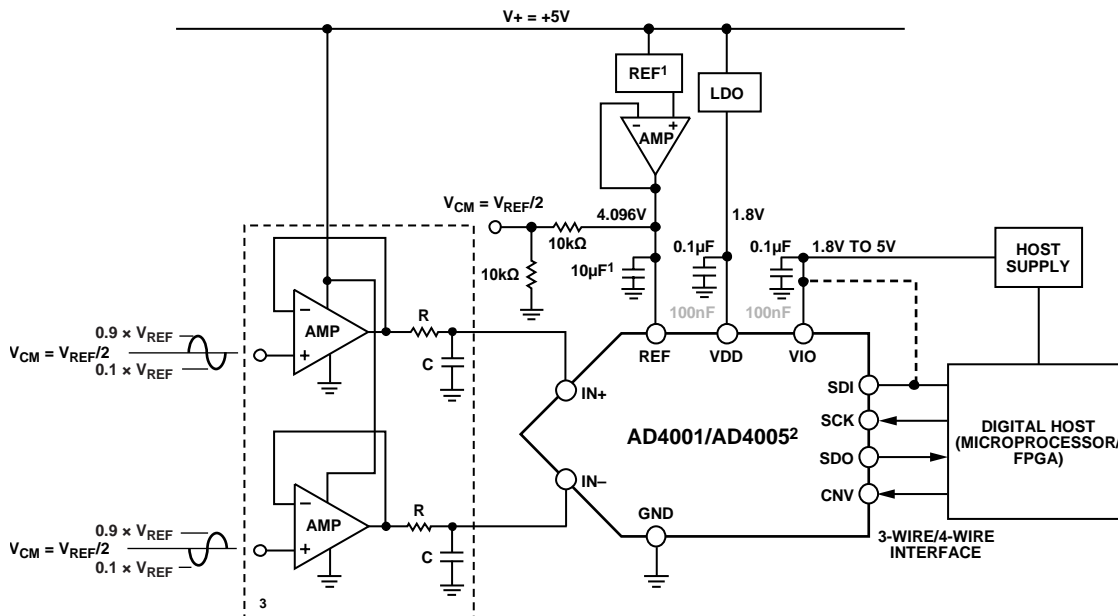 V+ = +5V
REF1
LDO
– +
AMP
VCM = VREF/2
4.096V
1.8V
10kΩ
10kΩ
10µF1
0.1µF
0.1µF
1.8V TO 5V
HOST
SUPPLY
100nF
100nF
REF
VDD
VIO
0.9 × VREF
VCM = VREF/2
0.1 × VREF
–
AMP
+
R
C
IN+
AD4001/AD40052
SDI
SCK
SDO
CNV
DIGITAL HOST
(MICROPROCESSOR/
FPGA)
IN–
GND
3-WIRE/4-WIRE
INTERFACE
0.9 × VREF
VCM = VREF/2
0.1 × VREF
–
AMP
+
R
C
3